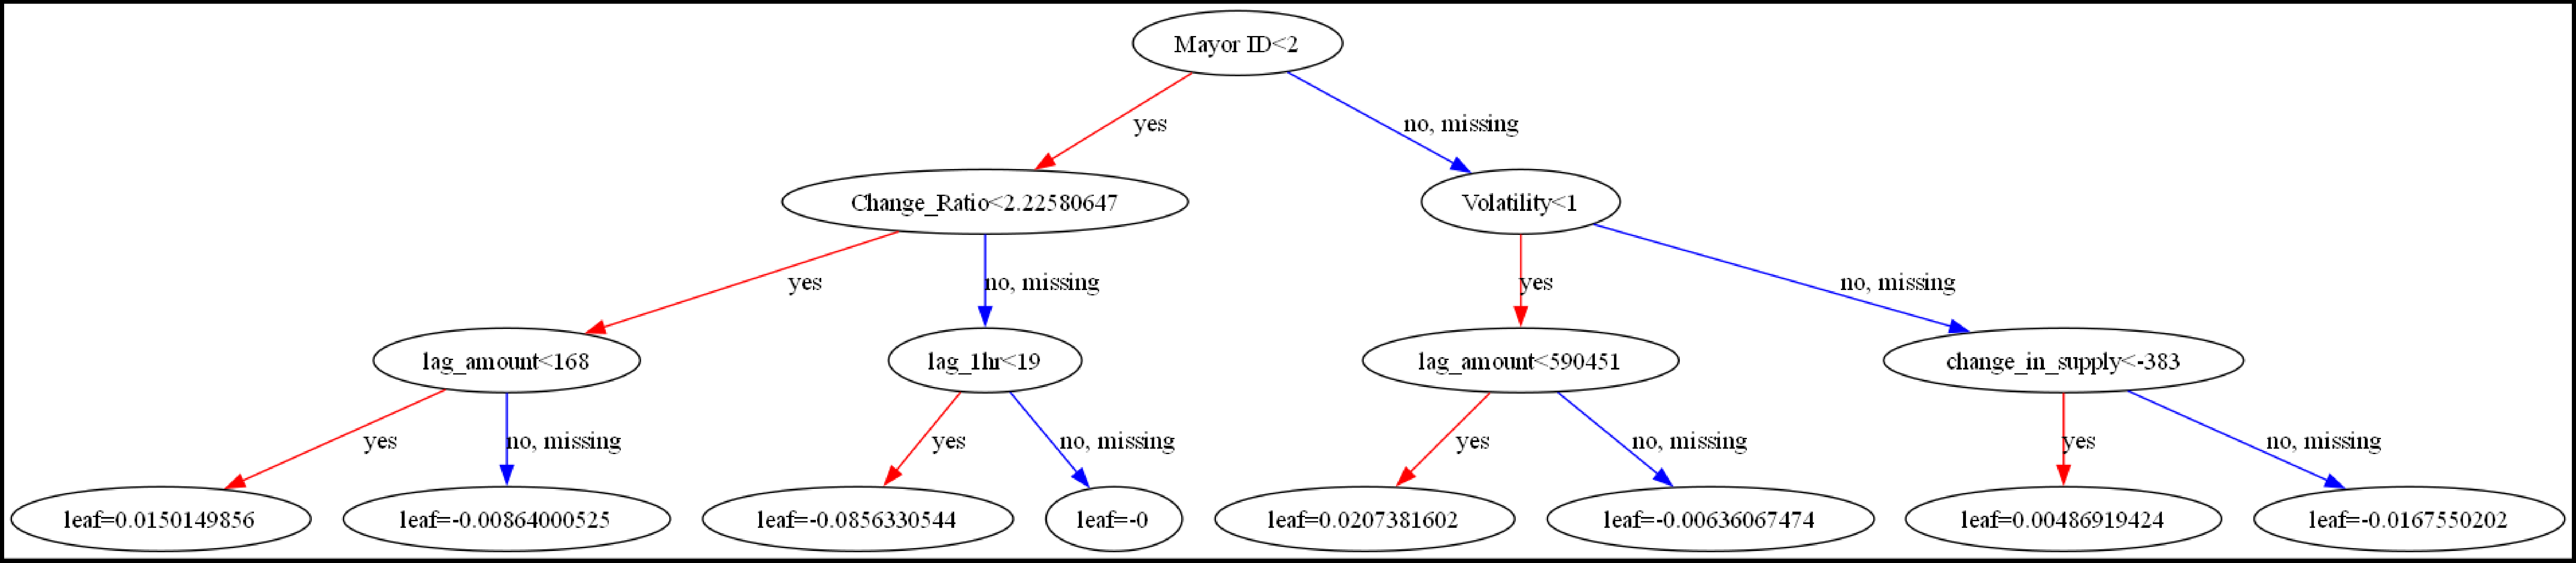 Mayor ID<2
yes
no, missing
Change_Ratio<2.22580647
Volatility<1
yes
no, missing
yes
no, missing
lag_amount<168
lag_1hr<19
lag_amount<590451
change_in_supply<-383
yes
no, missing
yes
no, missing
yes
no, missing
yes
no, missing
leaf=0.0150149856
leaf=-0.00864000525
leaf=-0.0856330544
leaf=-0
leaf=0.0207381602
leaf=-0.00636067474
leaf=0.00486919424
leaf=-0.0167550202